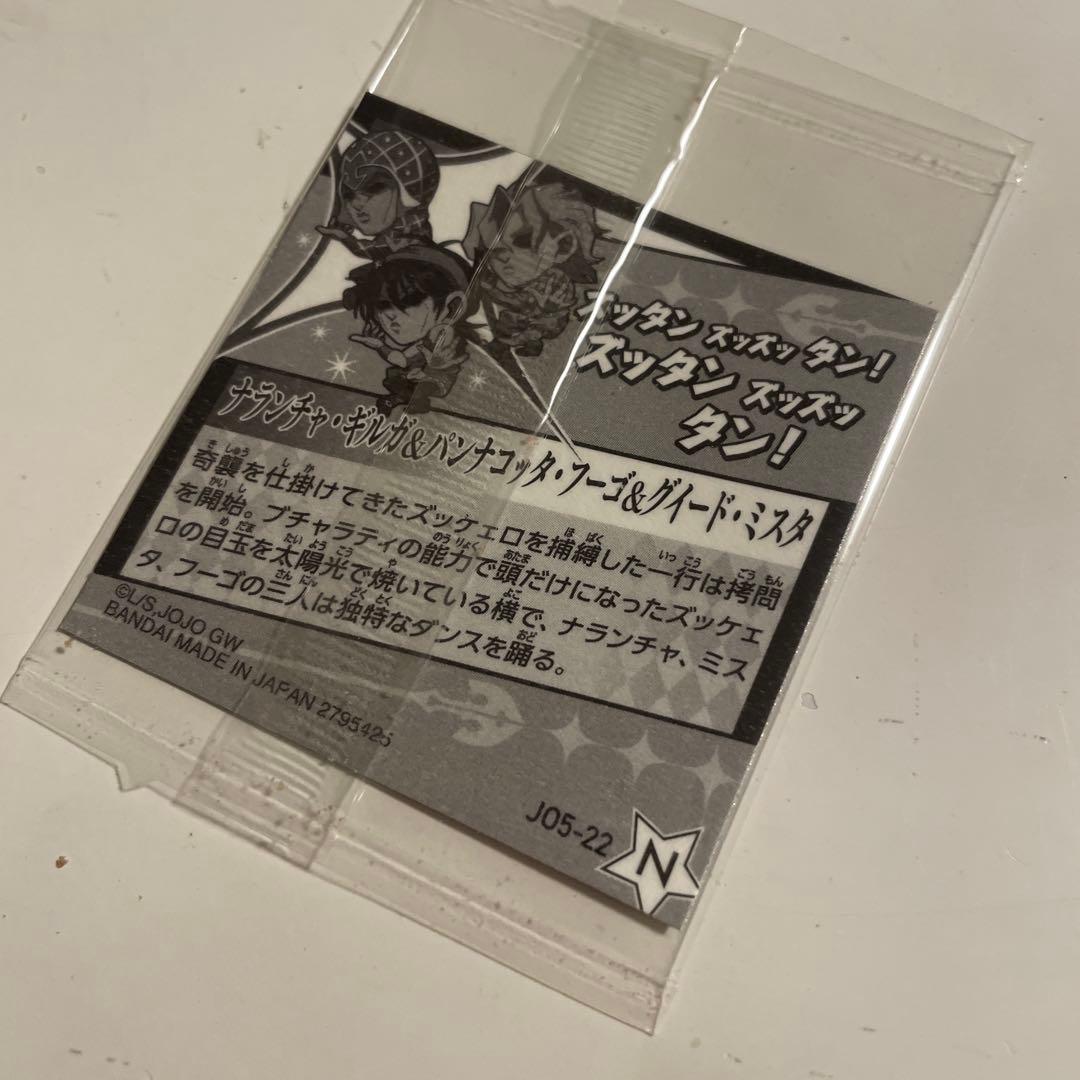 ズッタン ズッズッ タン!
ズッタン ズッズッ
タン!
ナランチャ・ギルガ&パンナコッタ・フーゴ&グイード・ミスタ
奇襲を仕掛けてきたズッケェロを捕縛した一行は拷問
を開始。ブチャラティの能力で頭だけになったズッケェ
ロの目玉を太陽光で焼いている横で、ナランチャ、ミス
タ、フーゴの三人は独特なダンスを踊る。
©L/S,JOJO GW
BANDAI MADE IN JAPAN 2795425
J05-22
N